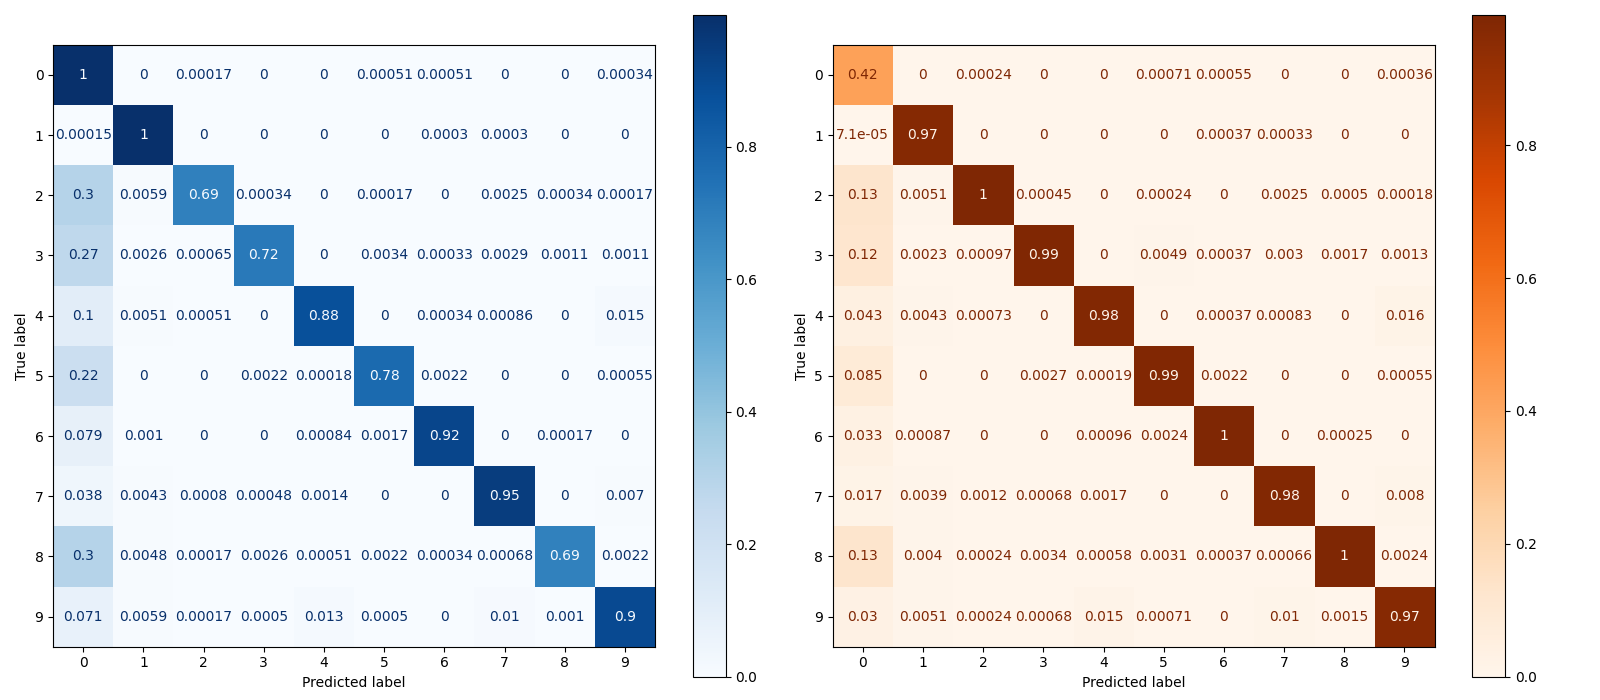 0 1 0 0.00017 0 0 0.00051 0.00051 0 0 0.00034
1 0.00015 1 0 0 0 0 0.0003 0.0003 0 0
0.8
2 0.3 0.0059 0.69 0.00034 0 0.00017 0 0.0025 0.00034 0.00017
3 0.27 0.0026 0.00065 0.72 0 0.0034 0.00033 0.0029 0.0011 0.0011
0.6
4 0.1 0.0051 0.00051 0 0.88 0 0.00034 0.00086 0 0.015
True label
5 0.22 0 0 0.0022 0.00018 0.78 0.0022 0 0 0.00055
0.4
6 0.079 0.001 0 0 0.00084 0.0017 0.92 0 0.00017 0
7 0.038 0.0043 0.0008 0.00048 0.0014 0 0 0.95 0 0.007
0.2
8 0.3 0.0048 0.00017 0.0026 0.00051 0.0022 0.00034 0.00068 0.69 0.0022
9 0.071 0.0059 0.00017 0.0005 0.013 0.0005 0 0.01 0.001 0.9
0 1 2 3 4 5 6 7 8 9
0.0
Predicted label
0 0.42 0 0.00024 0 0 0.00071 0.00055 0 0 0.00036
1 7.1e-05 0.97 0 0 0 0 0.00037 0.00033 0 0
0.8
2 0.13 0.0051 1 0.00045 0 0.00024 0 0.0025 0.0005 0.00018
3 0.12 0.0023 0.00097 0.99 0 0.0049 0.00037 0.003 0.0017 0.0013
0.6
4 0.043 0.0043 0.00073 0 0.98 0 0.00037 0.00083 0 0.016
True label
5 0.085 0 0 0.0027 0.00019 0.99 0.0022 0 0 0.00055
0.4
6 0.033 0.00087 0 0 0.00096 0.0024 1 0 0.00025 0
7 0.017 0.0039 0.0012 0.00068 0.0017 0 0 0.98 0 0.008
0.2
8 0.13 0.004 0.00024 0.0034 0.00058 0.0031 0.00037 0.00066 1 0.0024
9 0.03 0.0051 0.00024 0.00068 0.015 0.00071 0 0.01 0.0015 0.97
0 1 2 3 4 5 6 7 8 9
0.0
Predicted label